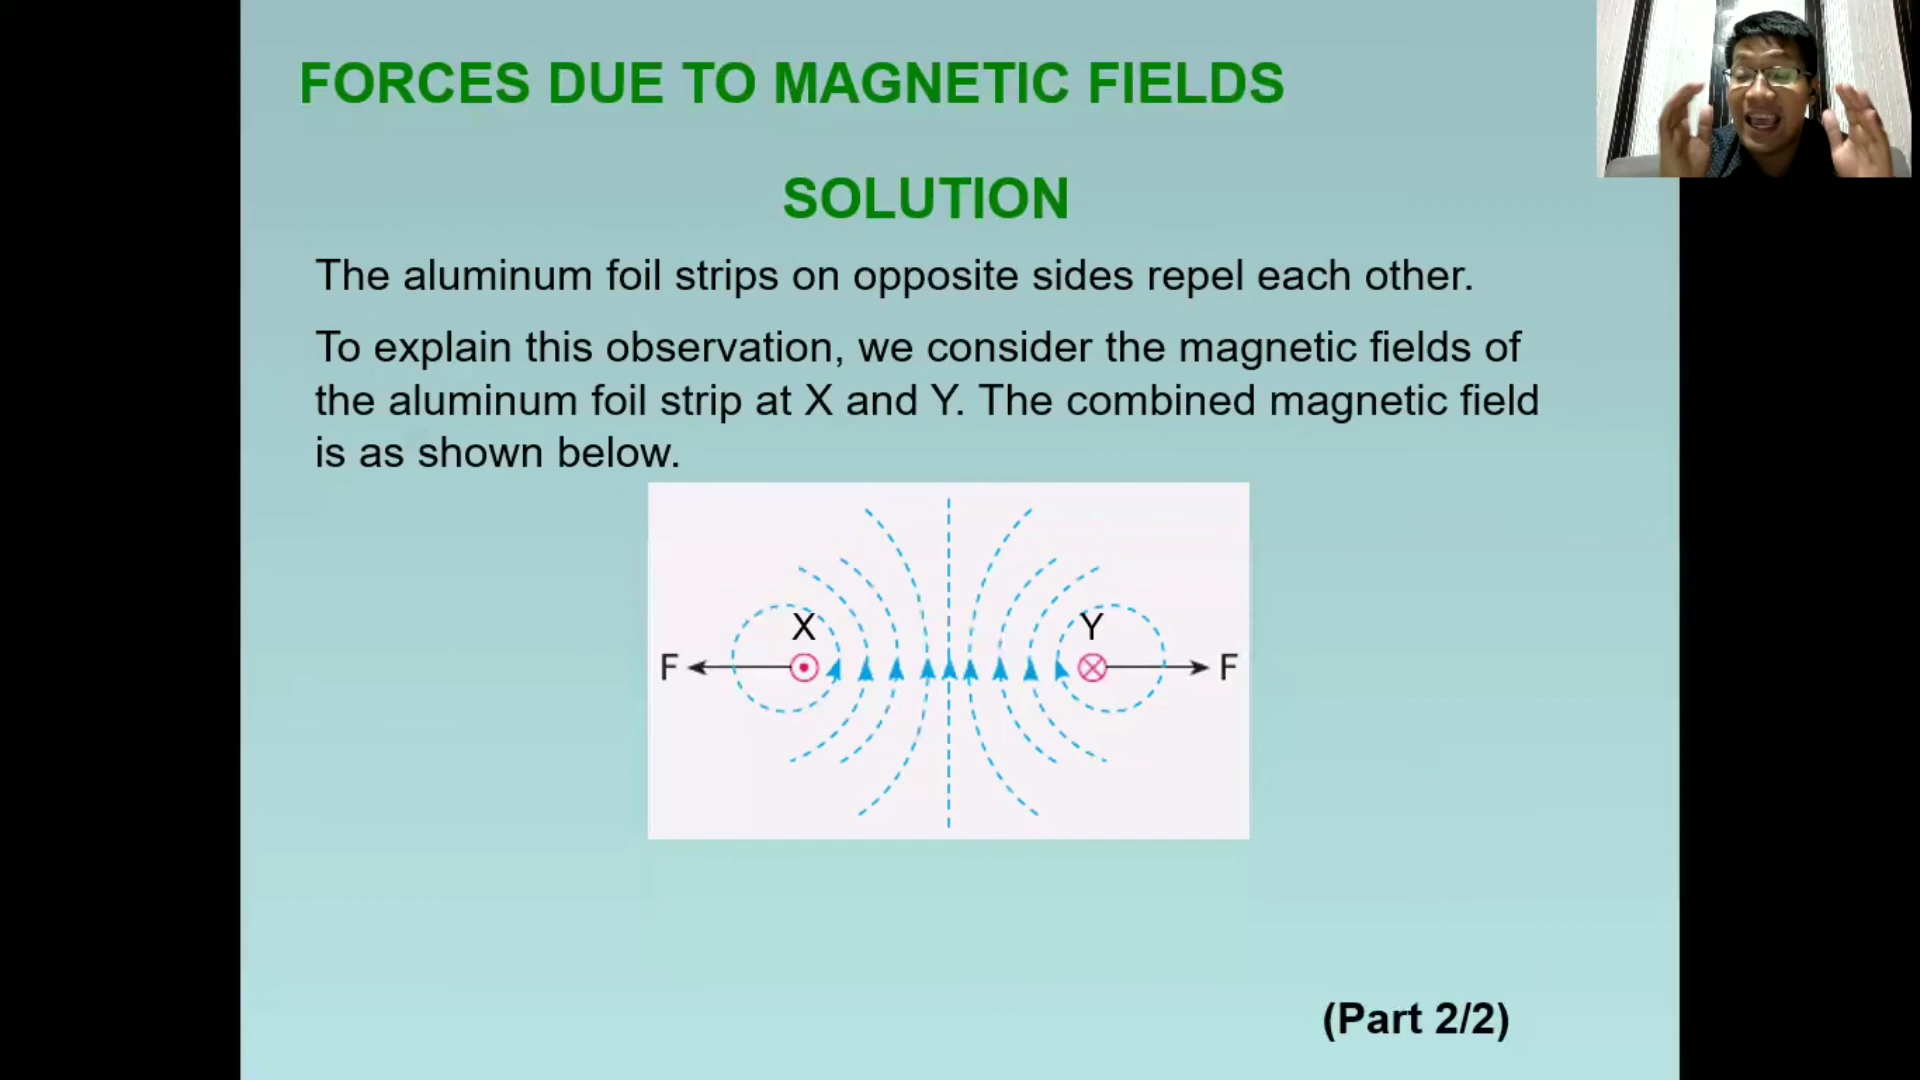 FORCES DUE TO MAGNETIC FIELDS
SOLUTION
The aluminum foil strips on opposite sides repel each other.
To explain this observation, we consider the magnetic fields of
the aluminum foil strip at X and Y. The combined magnetic field
is as shown below.
X
Y
F
F
(Part 2/2)